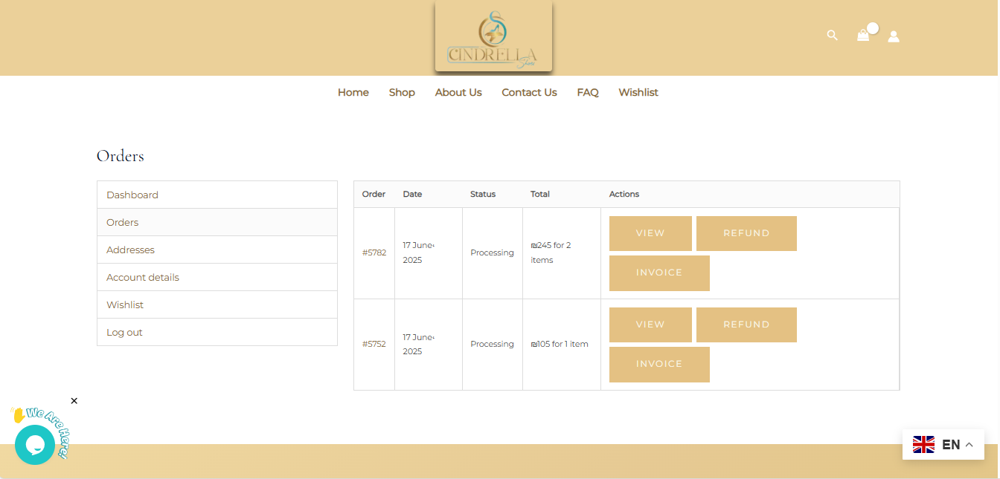 CINDRELLA
Shoes
Home Shop About Us Contact Us FAQ Wishlist
Orders
Dashboard
Orders
Addresses
Account details
Wishlist
Log out
Order Date Status Total Actions
#5782
17 June،
2025
Processing
₪245 for 2
items
VIEW REFUND
INVOICE
#5752
17 June،
2025
Processing
₪105 for 1 item
VIEW REFUND
INVOICE
We Are Here!
EN